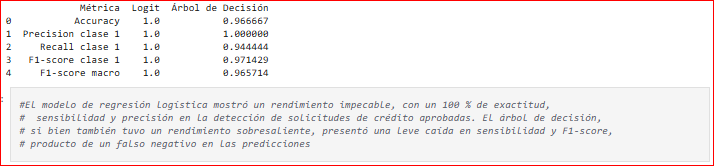 Métrica Logit Árbol de Decisión
0 Accuracy 1.0 0.966667
1 Precision clase 1 1.0 1.000000
2 Recall clase 1 1.0 0.944444
3 F1-score clase 1 1.0 0.971429
4 F1-score macro 1.0 0.965714
:
#El modelo de regresión logística mostró un rendimiento impecable, con un 100 % de exactitud,
# sensibilidad y precisión en la detección de solicitudes de crédito aprobadas. El árbol de decisión,
# si bien también tuvo un rendimiento sobresaliente, presentó una leve caída en sensibilidad y F1-score,
# producto de un falso negativo en las predicciones